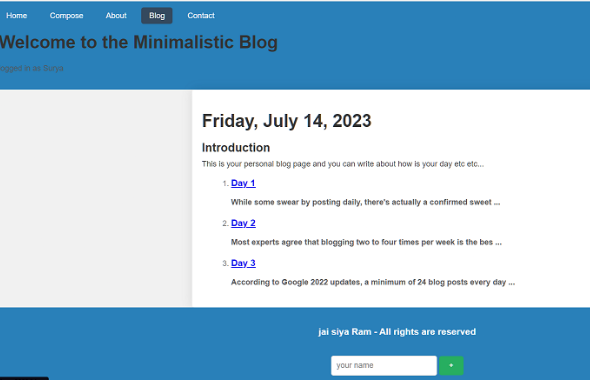 Home Compose About Blog Contact
Welcome to the Minimalistic Blog
logged in as Surya
Friday, July 14, 2023
Introduction
This is your personal blog page and you can write about how is your day etc etc...
1. Day 1
While some swear by posting daily, there's actually a confirmed sweet ...
2. Day 2
Most experts agree that blogging two to four times per week is the bes ...
3. Day 3
According to Google 2022 updates, a minimum of 24 blog posts every day ...
jai siya Ram - All rights are reserved
your name +